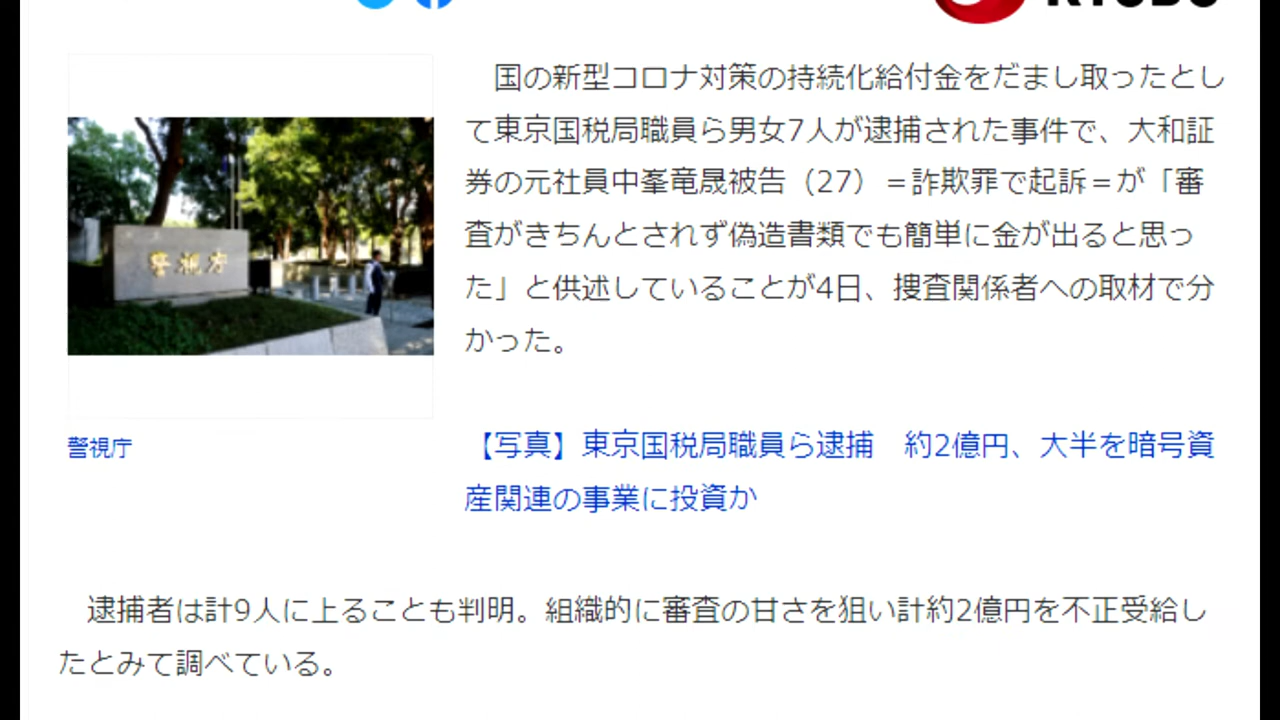 KYODO
国の新型コロナ対策の持続化給付金をだまし取ったとし
て東京国税局職員ら男女7人が逮捕された事件で、大和証
券の元社員中峯竜晟被告（27）＝詐欺罪で起訴＝が「審
査がきちんとされず偽造書類でも簡単に金が出ると思っ
た」と供述していることが4日、捜査関係者への取材で分
かった。
警視庁
警視庁
【写真】東京国税局職員ら逮捕　約2億円、大半を暗号資
産関連の事業に投資か
逮捕者は計9人に上ることも判明。組織的に審査の甘さを狙い計約2億円を不正受給し
たとみて調べている。